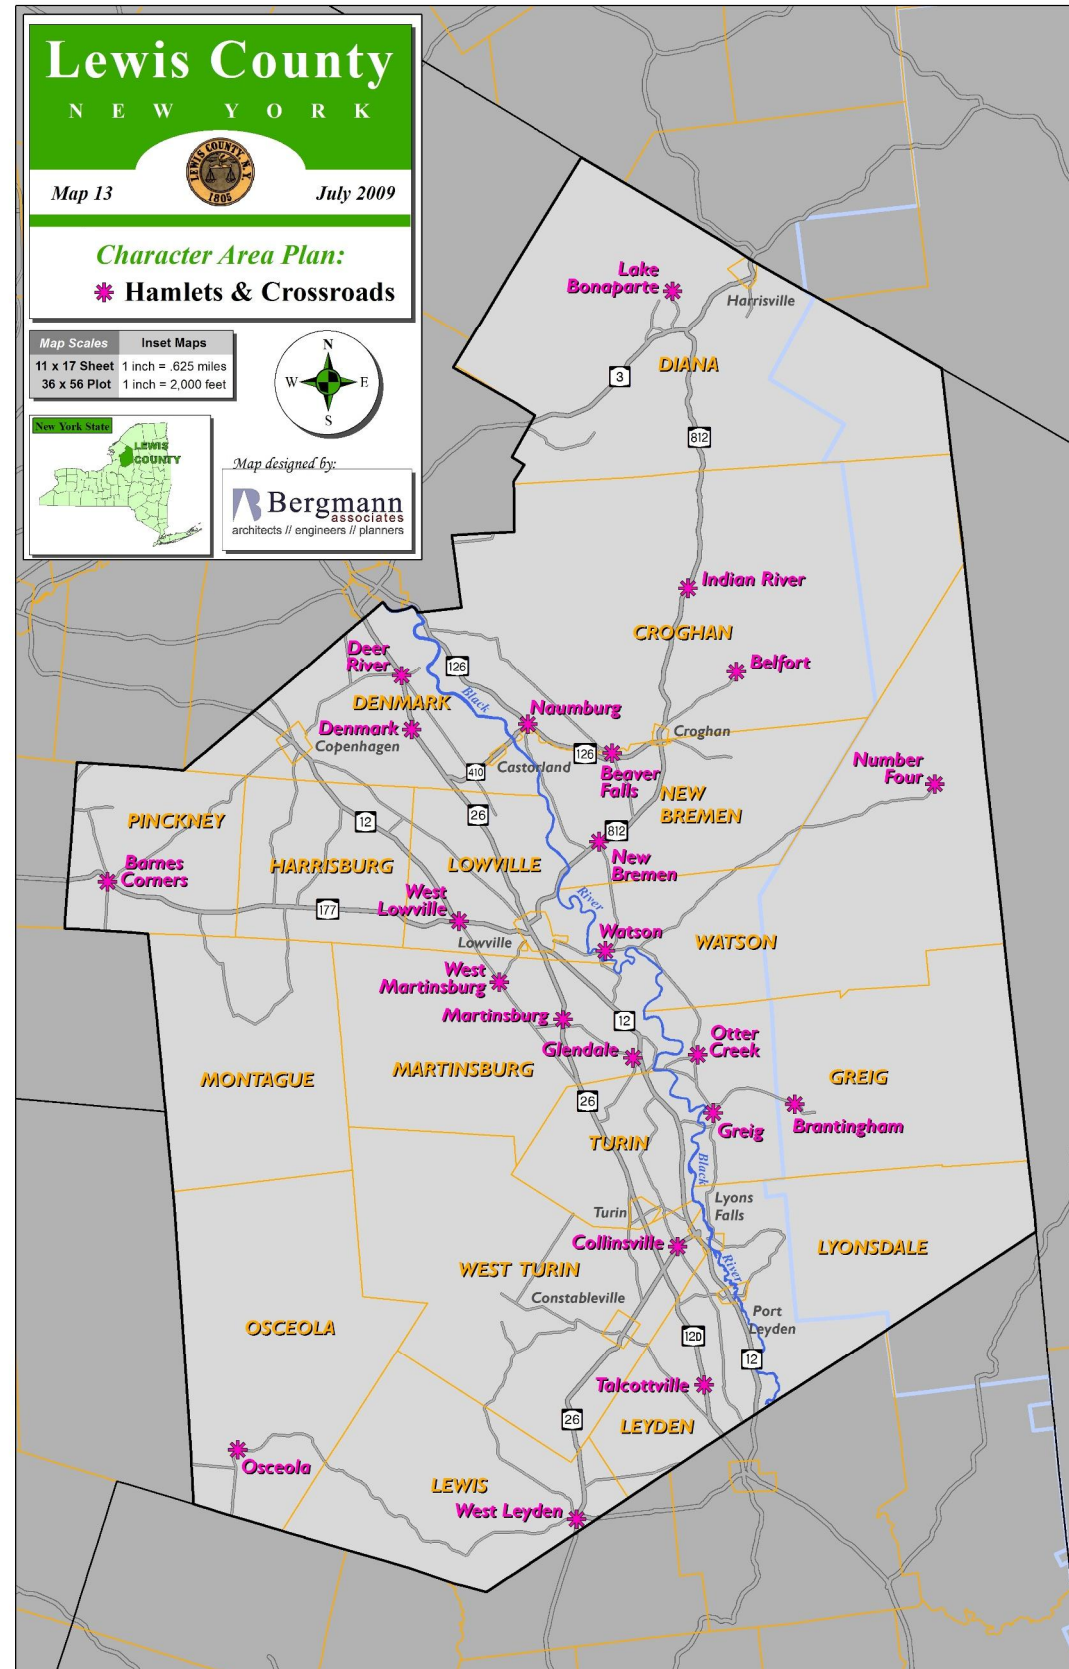 Lewis County
NEW YORK
LEWIS COUNTY, N.Y.
1805
Map 13
July 2009
Character Area Plan:
Hamlets & Crossroads
Map Scales
Inset Maps
11 x 17 Sheet
1 inch = .625 miles
36 x 56 Plot
1 inch = 2,000 feet
N
W
E
S
New York State
LEWIS
COUNTY
Map designed by:
Bergmann
associates
architects // engineers // planners
Lake
Bonaparte
Harrisville
DIANA
3
812
Indian River
CROGHAN
Belfort
Deer
River
126
DENMARK
Black
Naumburg
Denmark
Copenhagen
Croghan
126
Castorland
410
Beaver
Falls
Number
Four
NEW
BREMEN
PINCKNEY
12
26
812
Barnes
Corners
HARRISBURG
LOWVILLE
New
Bremen
West
Lowville
River
177
Lowville
Watson
WATSON
West
Martinsburg
Martinsburg
12
Otter
Creek
Glendale
MONTAGUE
MARTINSBURG
GREIG
26
Greig
Brantingham
TURIN
Black
Lyons
Falls
Turin
Collinsville
LYONSDALE
WEST TURIN
River
Constableville
Port
Leyden
OSCEOLA
12D
12
Talcottville
26
LEYDEN
Osceola
LEWIS
West Leyden